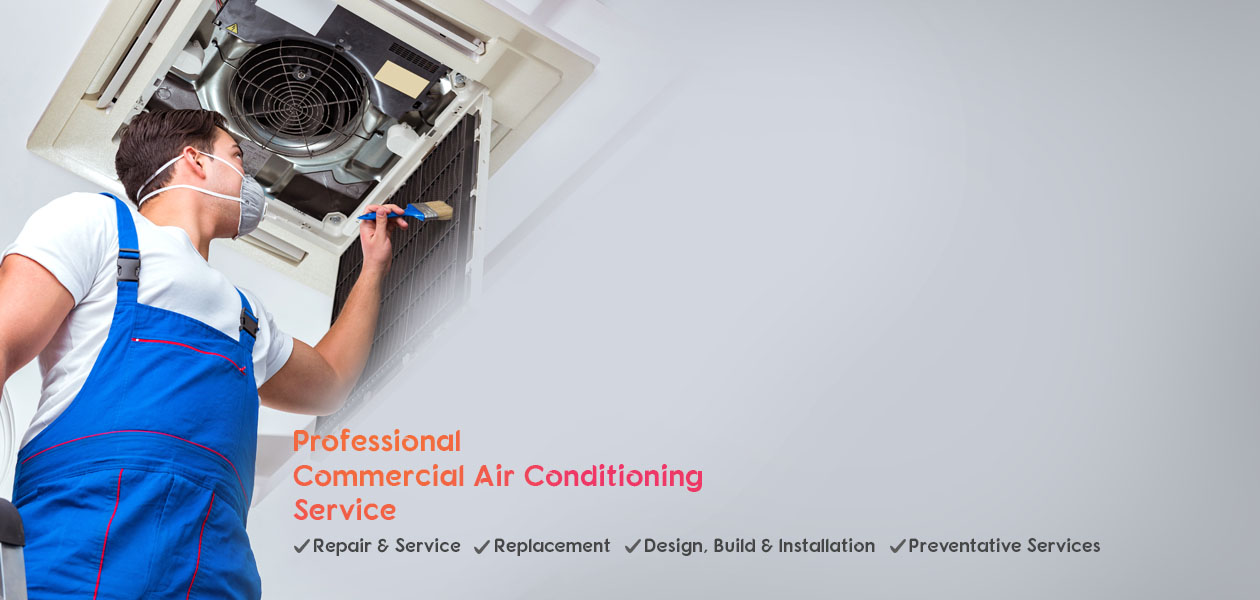 Professional
Commercial Air Conditioning
Service
✓Repair & Service ✓Replacement ✓Design, Build & Installation ✓Preventative Services